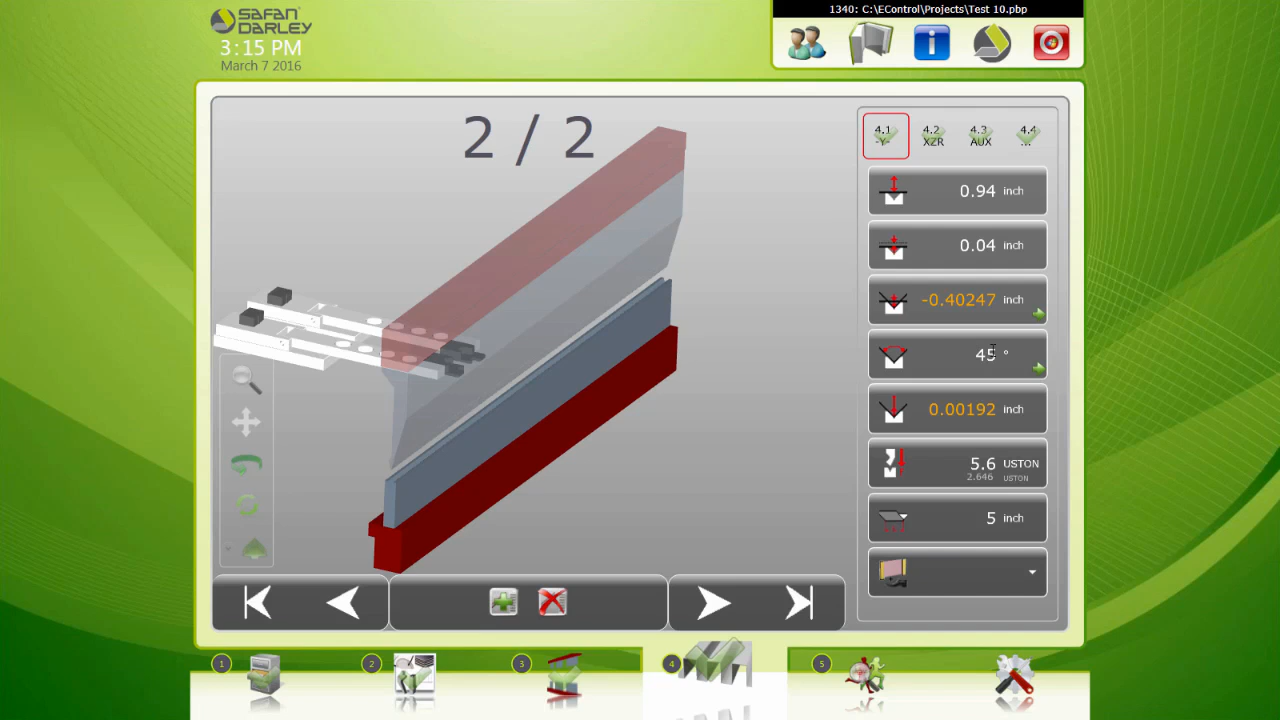 SAFAN
DARLEY
3:15 PM
March 7 2016
1340: C:\EControl\Projects\Test 10.pbp
2 / 2
4.1
-Y-
4.2
XZR
4.3
AUX
4.4
...
0.94 inch
0.04 inch
-0.40247 inch
45 °
0.00192 inch
5.6 USTON
2.646 USTON
5 inch
1
2
3
4
5